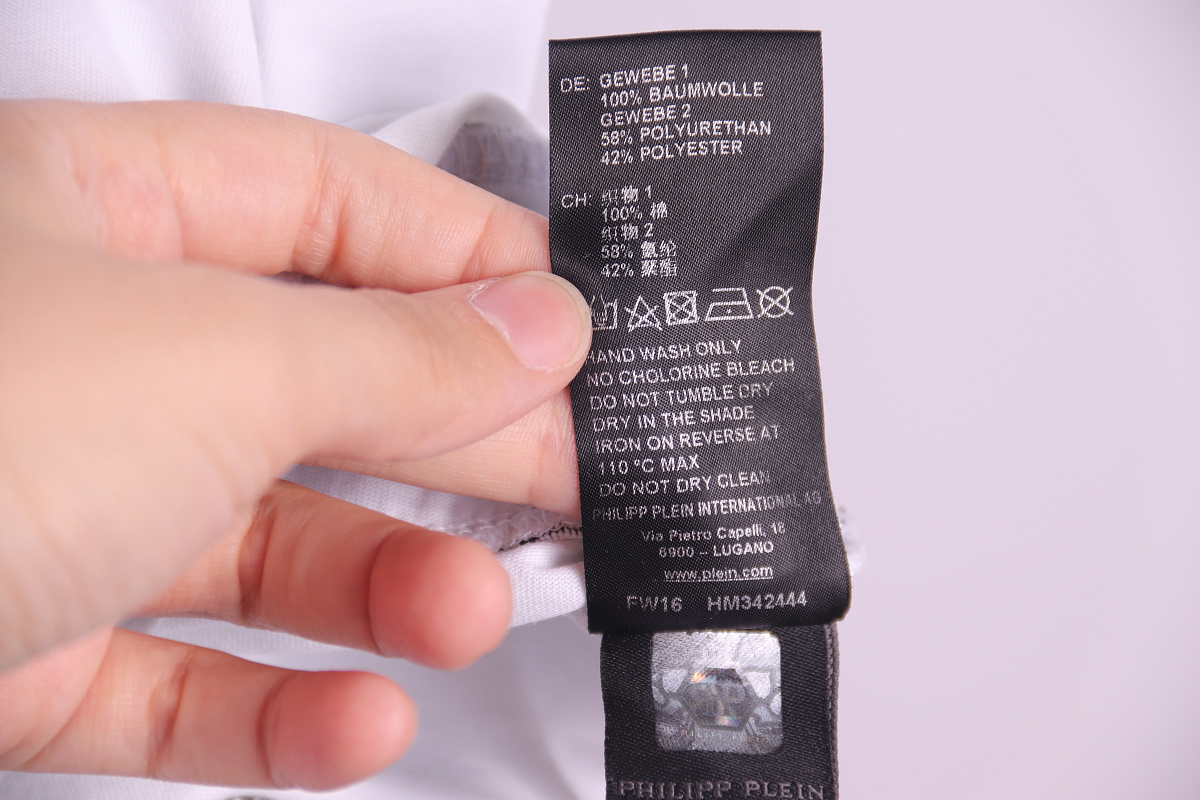 DE: GEWEBE 1
100% BAUMWOLLE
GEWEBE 2
58% POLYURETHAN
42% POLYESTER
CH: 织物 1
100% 棉
织物 2
58% 氨纶
42% 聚酯
HAND WASH ONLY
NO CHOLORINE BLEACH
DO NOT TUMBLE DRY
DRY IN THE SHADE
IRON ON REVERSE AT
110 °C MAX
DO NOT DRY CLEAN
PHILIPP PLEIN INTERNATIONAL AG
Via Pietro Capelli, 18
6900 – LUGANO
www.plein.com
FW16 HM342444
PHILIPP PLEIN